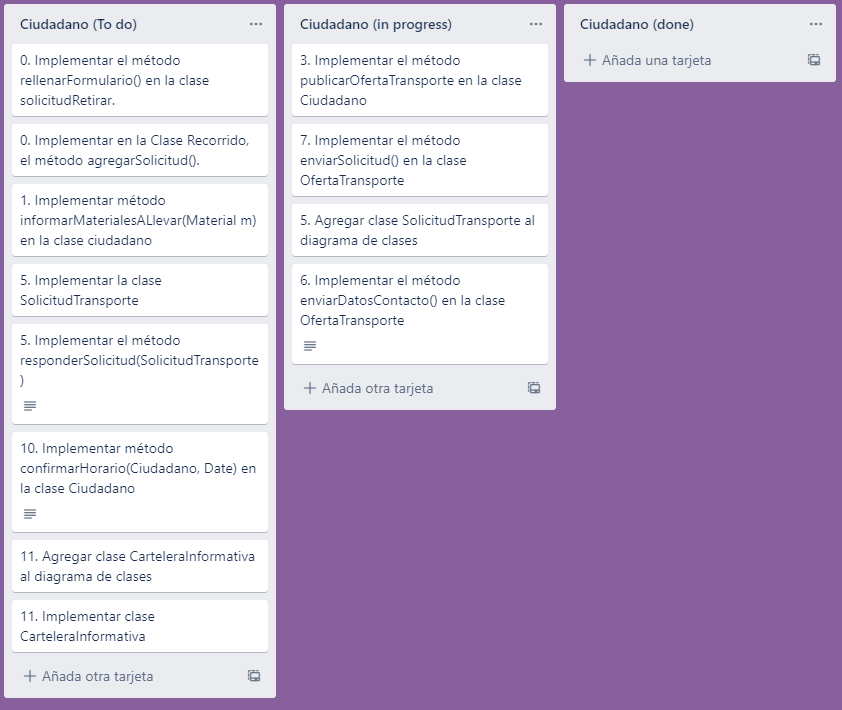 Ciudadano (To do)
0. Implementar el método
rellenarFormulario() en la clase
solicitudRetirar.
0. Implementar en la Clase Recorrido,
el método agregarSolicitud().
1. Implementar método
informarMaterialesALlevar(Material m)
en la clase ciudadano
5. Implementar la clase
SolicitudTransporte
5. Implementar el método
responderSolicitud(SolicitudTransporte
)
10. Implementar método
confirmarHorario(Ciudadano, Date) en
la clase Ciudadano
11. Agregar clase CarteleraInformativa
al diagrama de clases
11. Implementar clase
CarteleraInformativa
Añada otra tarjeta
Ciudadano (in progress)
3. Implementar el método
publicarOfertaTransporte en la clase
Ciudadano
7. Implementar el método
enviarSolicitud() en la clase
OfertaTransporte
5. Agregar clase SolicitudTransporte al
diagrama de clases
6. Implementar el método
enviarDatosContacto() en la clase
OfertaTransporte
Añada otra tarjeta
Ciudadano (done)
Añada una tarjeta